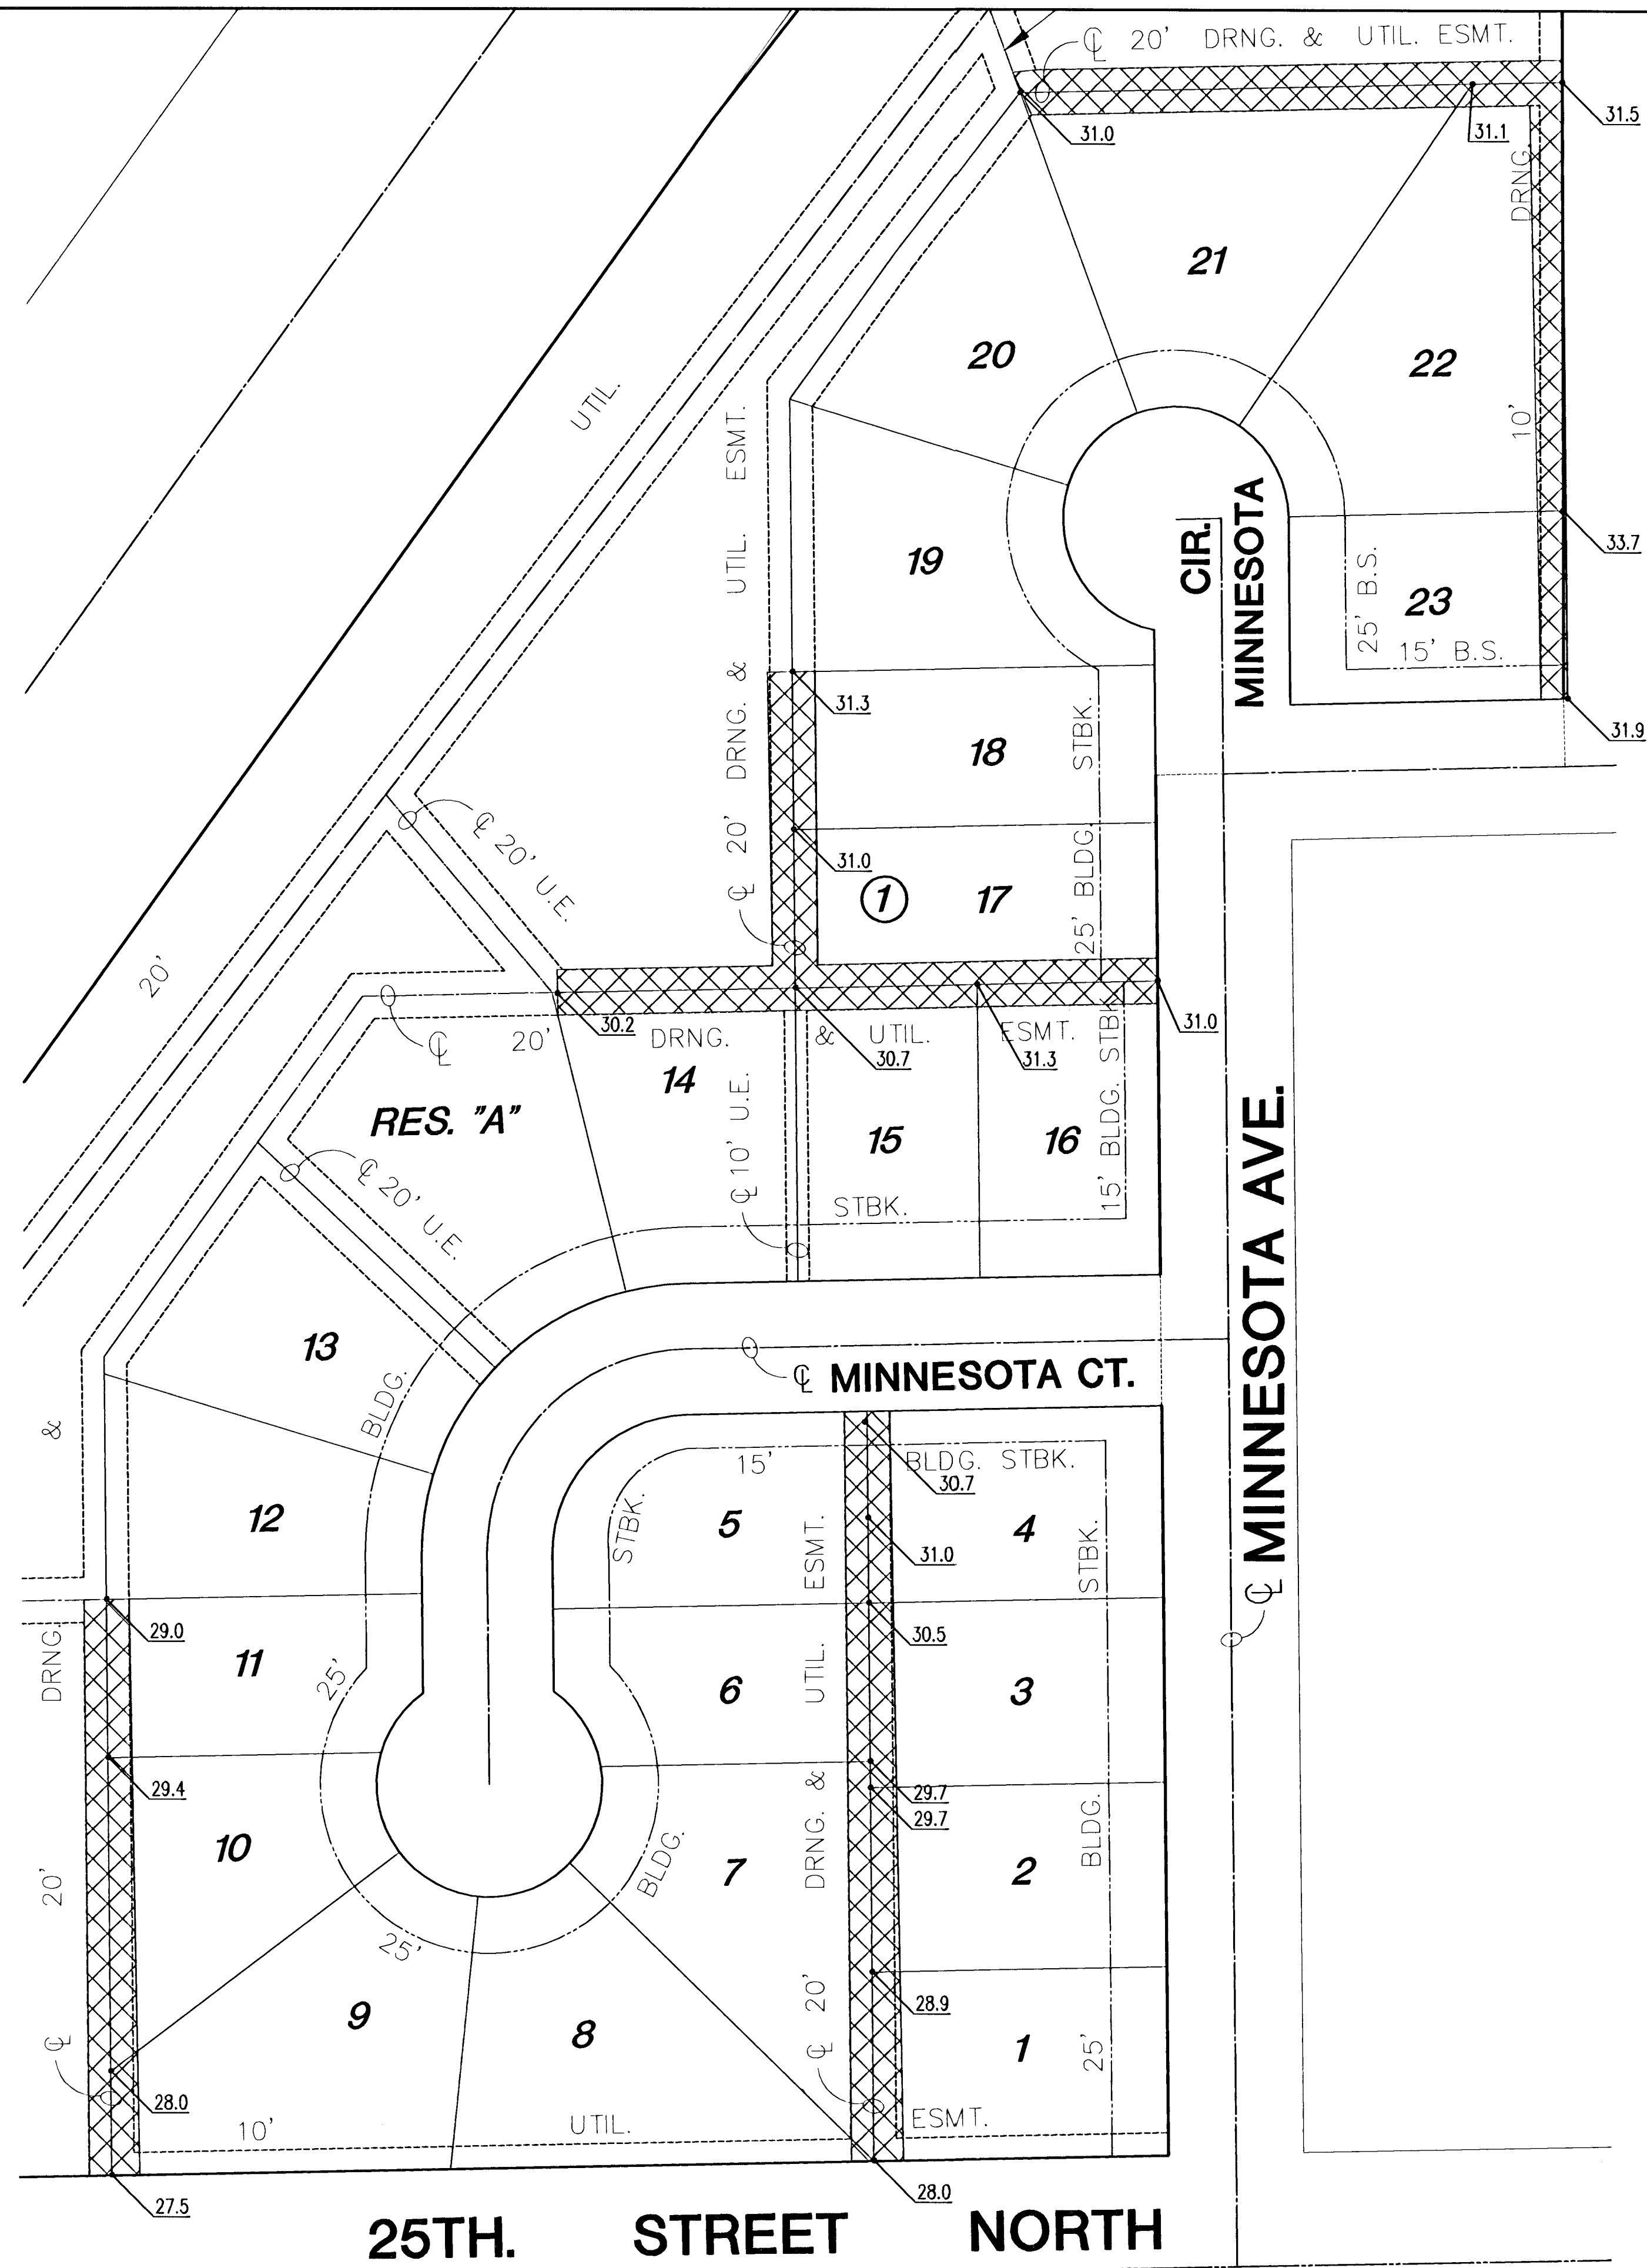 ℄ 20' DRNG. & UTIL. ESMT.
31.0
31.1
31.5
DRNG.
21
20
22
10'
UTIL.
20' DRNG. & UTIL. ESMT.
℄
19
CIR.
MINNESOTA
33.7
25' B.S.
23
15' B.S.
31.3
31.9
18
25' BLDG. STBK.
℄ 20' U.E.
31.0
1
17
20'
30.2
℄
20' DRNG. & UTIL. ESMT.
30.7
31.3
31.0
14
RES. "A"
℄ 10' U.E.
15
16
15' BLDG. STBK.
℄ 20' U.E.
STBK.
MINNESOTA AVE.
℄
13
BLDG.
℄ MINNESOTA CT.
&
15'
BLDG. STBK.
30.7
12
STBK.
5
ESMT.
31.0
4
STBK.
29.0
30.5
DRNG.
11
25'
6
UTIL.
3
29.4
29.7
29.7
10
BLDG.
7
DRNG. &
2
BLDG.
20'
25'
28.9
9
8
20'
1
25'
℄
28.0
℄
10'
UTIL.
ESMT.
27.5
28.0
25TH. STREET NORTH